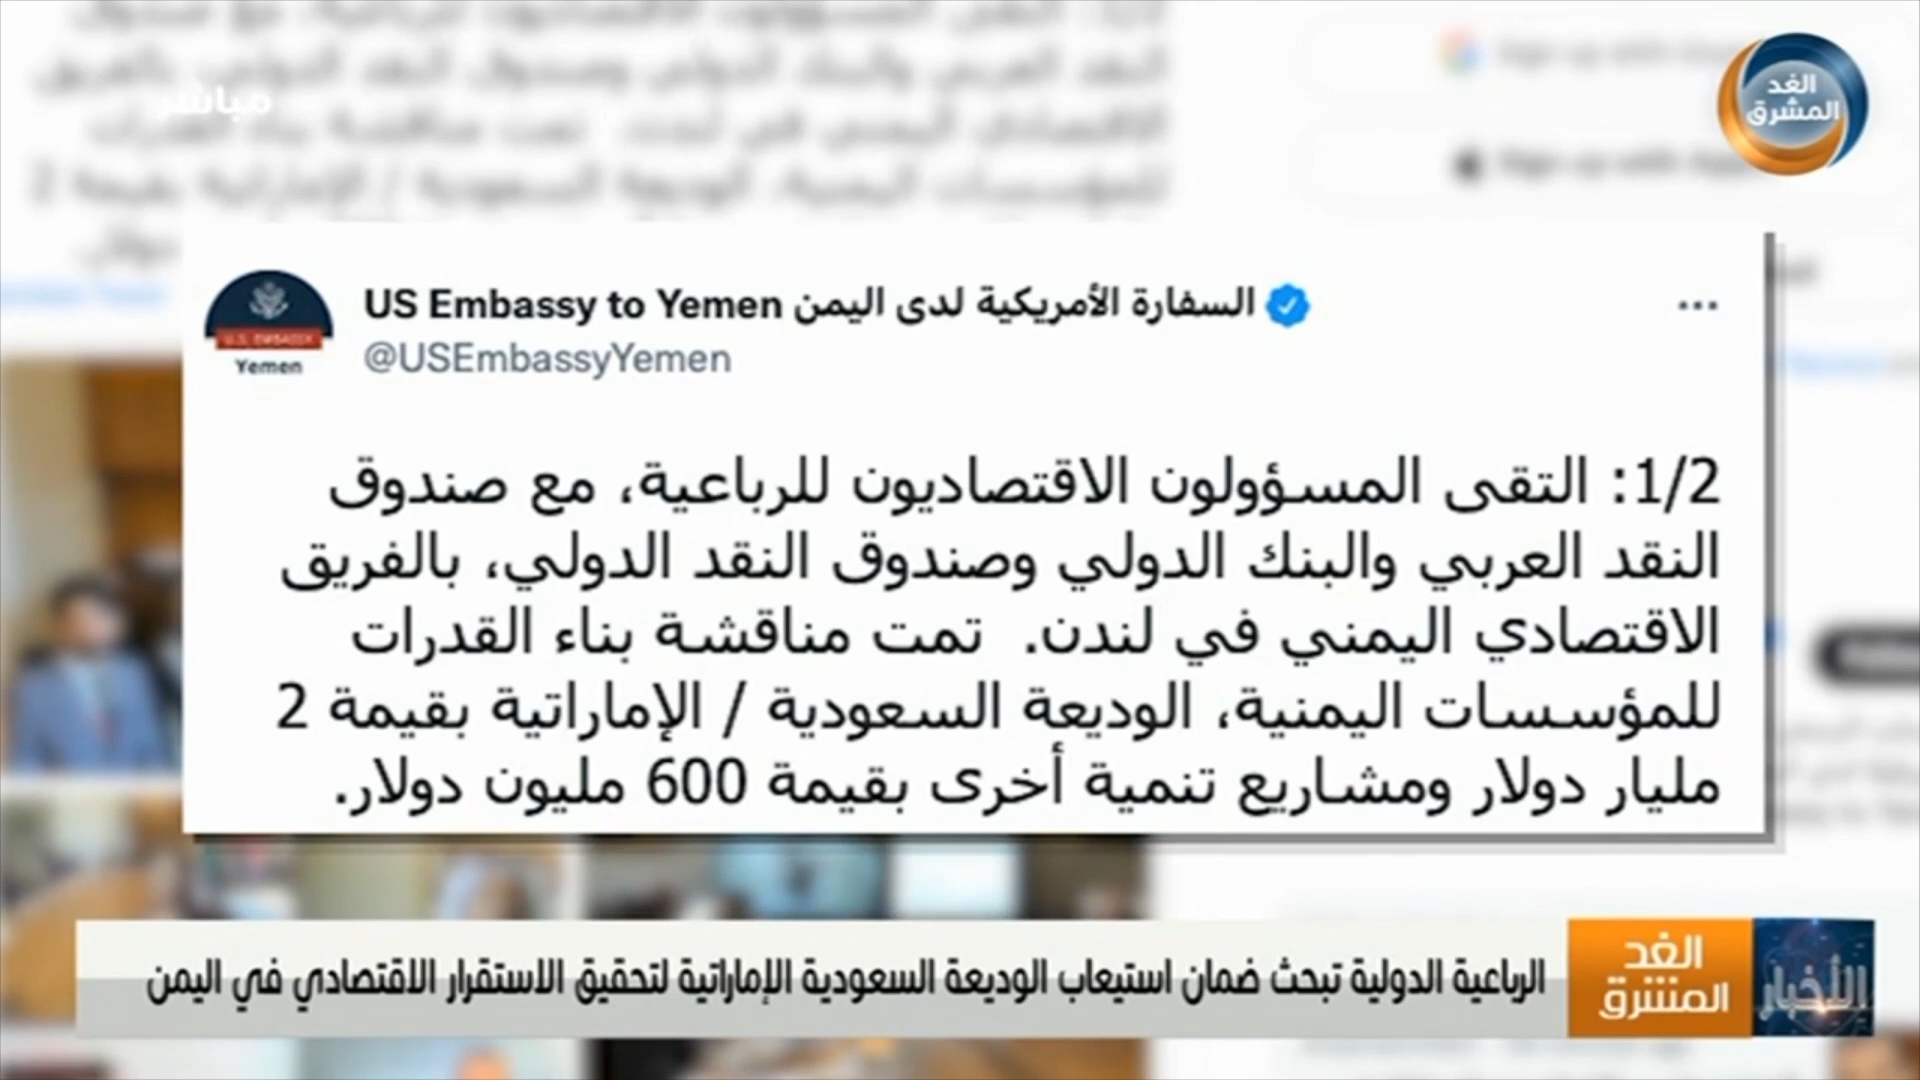 مباشر
الغد
المشرق
US Embassy to Yemen السفارة الأمريكية لدى اليمن
@USEmbassyYemen
U.S. EMBASSY
Yemen
1/2: التقى المسؤولون الاقتصاديون للرباعية، مع صندوق
النقد العربي والبنك الدولي وصندوق النقد الدولي، بالفريق
الاقتصادي اليمني في لندن. تمت مناقشة بناء القدرات
للمؤسسات اليمنية، الوديعة السعودية / الإماراتية بقيمة 2
مليار دولار ومشاريع تنمية أخرى بقيمة 600 مليون دولار.
الرباعية الدولية تبحث ضمان استيعاب الوديعة السعودية الإماراتية لتحقيق الاستقرار الاقتصادي في اليمن
الغد
المشرق
الأخبار